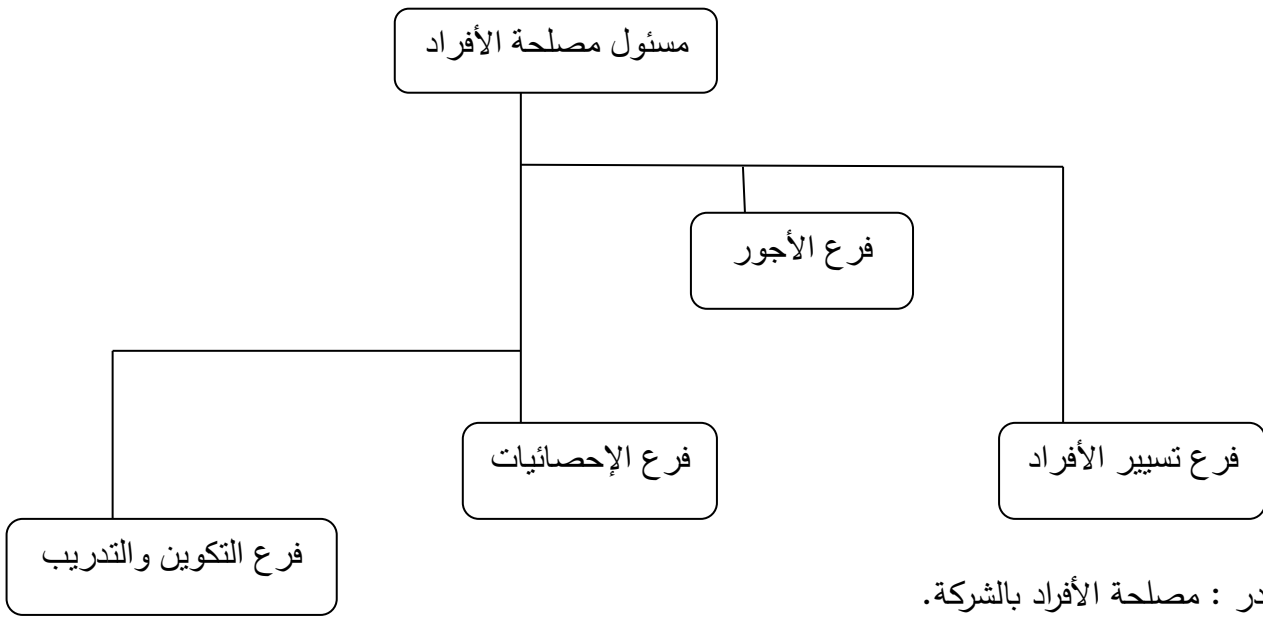 مسئول مصلحة الأفراد
فرع الأجور
فرع تسيير الأفراد
فرع الإحصائيات
فرع التكوين والتدريب
در : مصلحة الأفراد بالشركة.